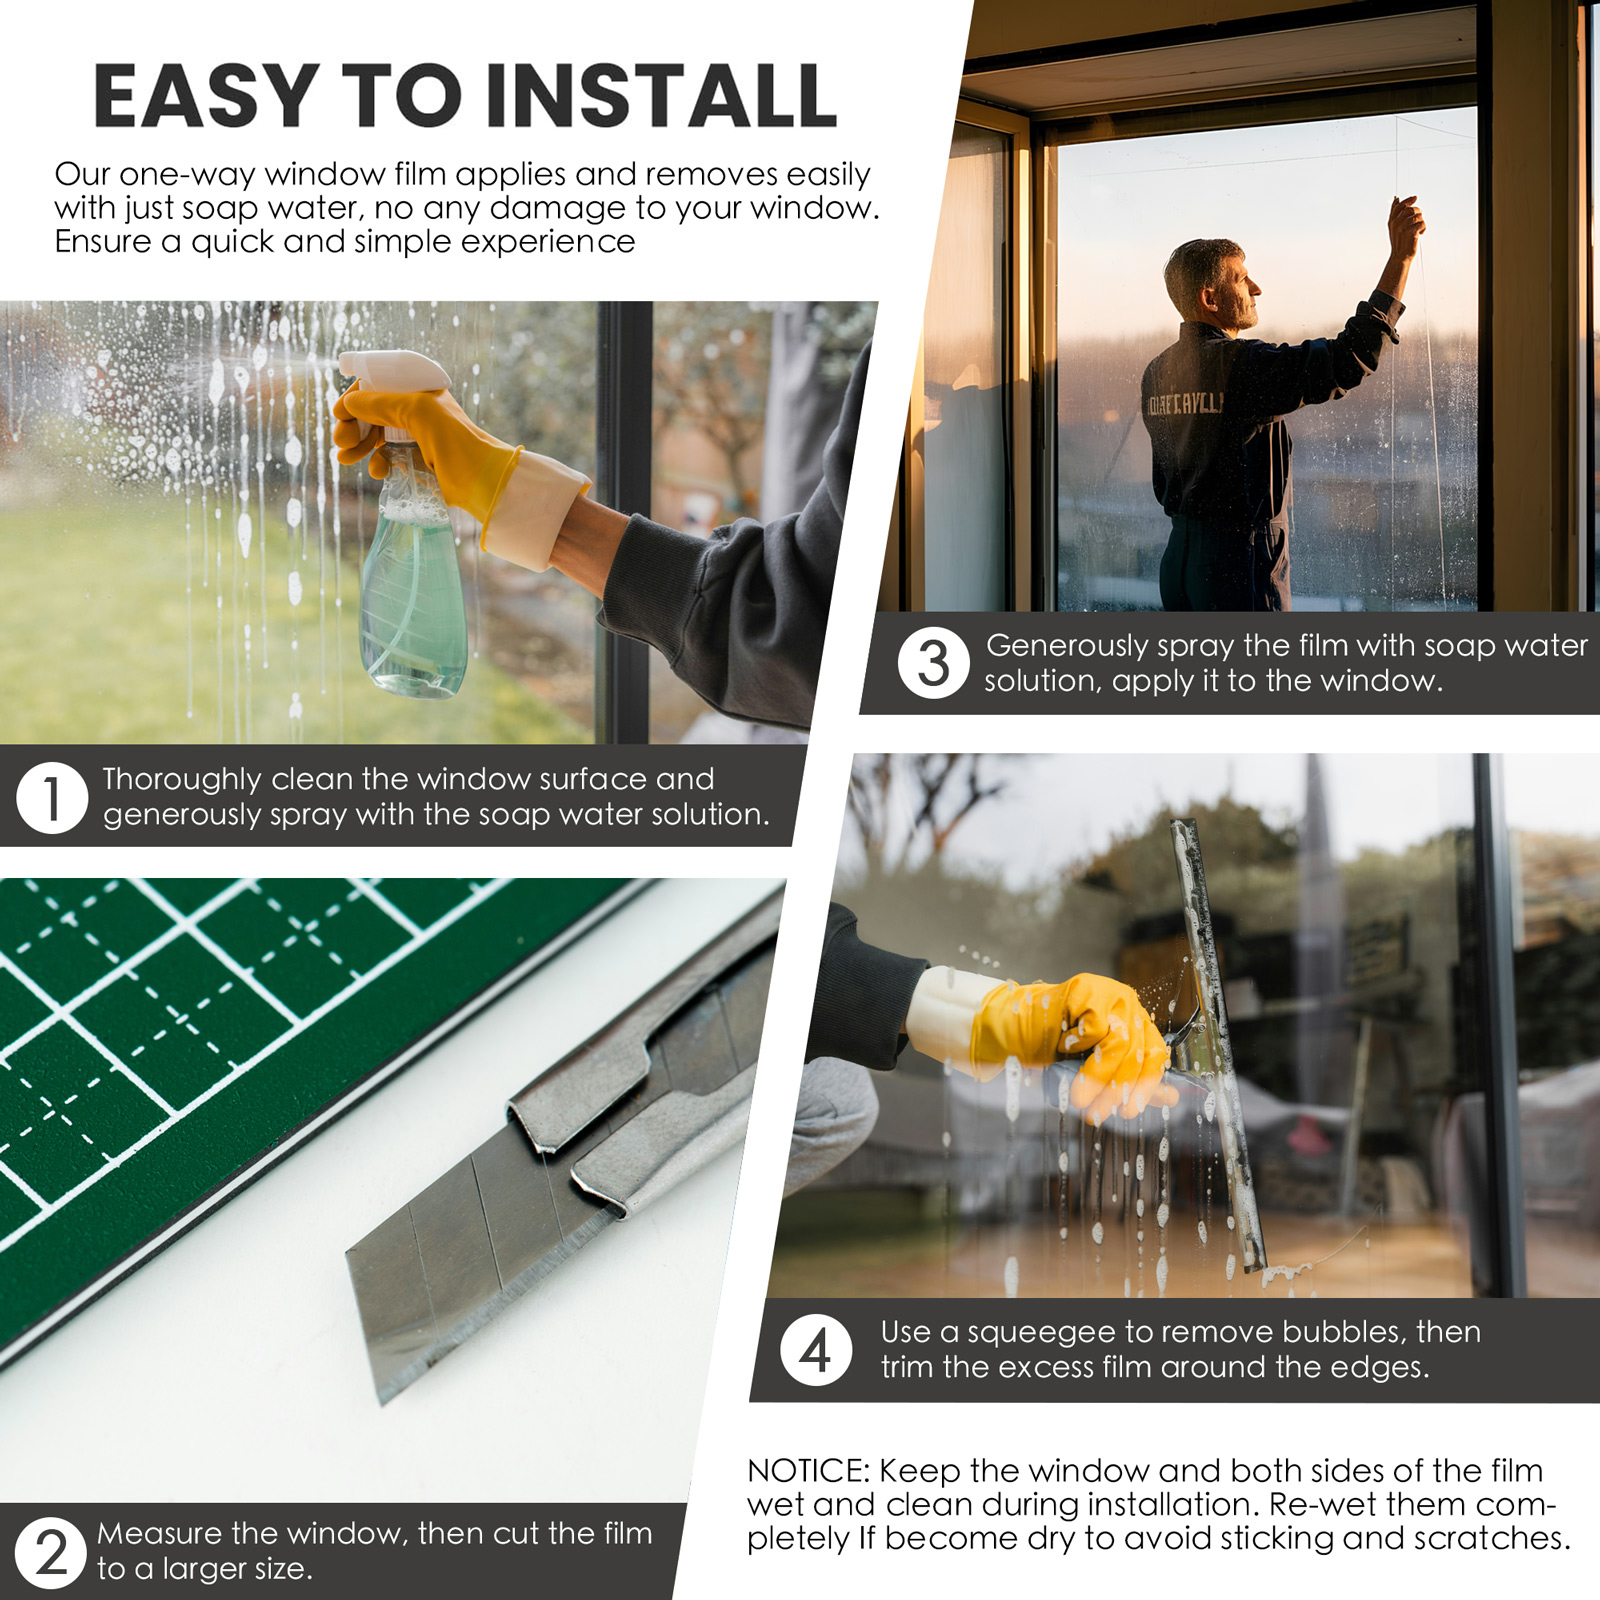 EASY TO INSTALL
Our one-way window film applies and removes easily
with just soap water, no any damage to your window.
Ensure a quick and simple experience
1
Thoroughly clean the window surface and
generously spray with the soap water solution.
2
Measure the window, then cut the film
to a larger size.
3
Generously spray the film with soap water
solution, apply it to the window.
4
Use a squeegee to remove bubbles, then
trim the excess film around the edges.
NOTICE: Keep the window and both sides of the film
wet and clean during installation. Re-wet them com-
pletely If become dry to avoid sticking and scratches.